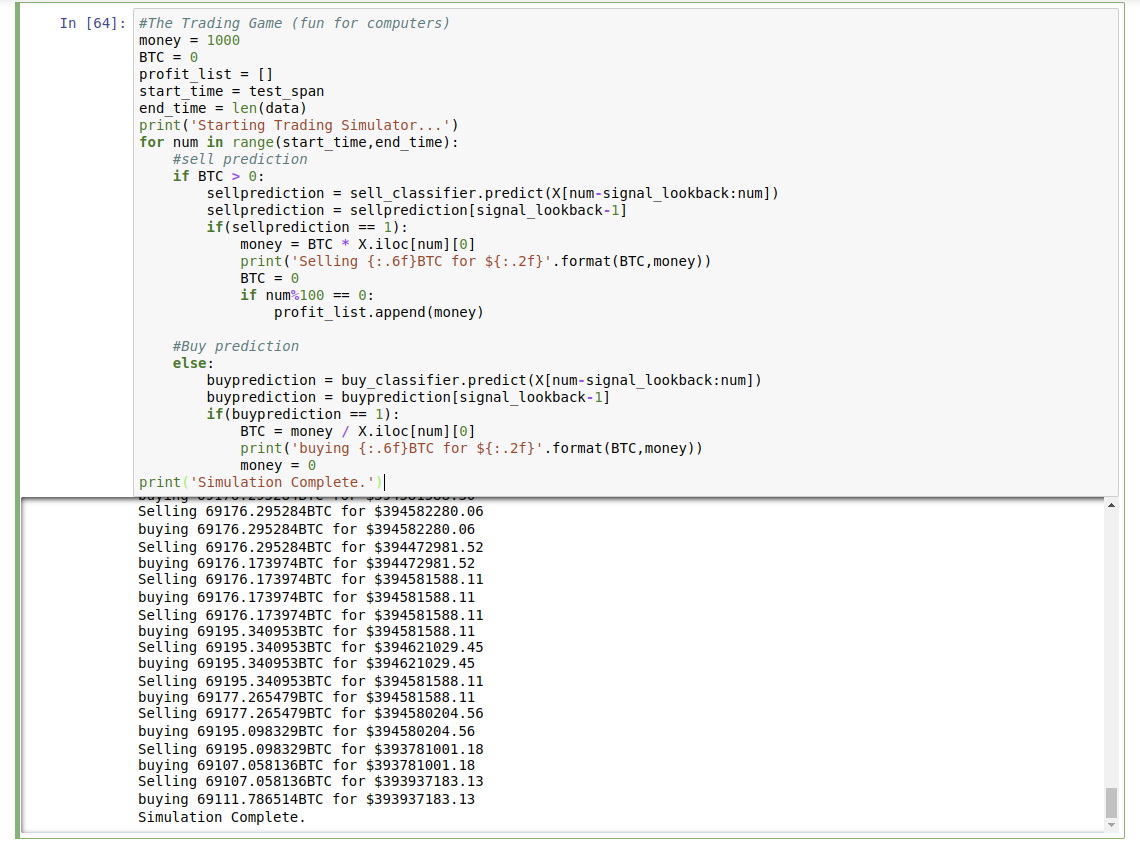 In [64]: #The Trading Game (fun for computers)
money = 1000
BTC = 0
profit_list = []
start_time = test_span
end_time = len(data)
print('Starting Trading Simulator...')
for num in range(start_time,end_time):
    #sell prediction
    if BTC > 0:
        sellprediction = sell_classifier.predict(X[num-signal_lookback:num])
        sellprediction = sellprediction[signal_lookback-1]
        if(sellprediction == 1):
            money = BTC * X.iloc[num][0]
            print('Selling {:.6f}BTC for ${:.2f}'.format(BTC,money))
            BTC = 0
            if num%100 == 0:
                profit_list.append(money)
    #Buy prediction
    else:
        buyprediction = buy_classifier.predict(X[num-signal_lookback:num])
        buyprediction = buyprediction[signal_lookback-1]
        if(buyprediction == 1):
            BTC = money / X.iloc[num][0]
            print('buying {:.6f}BTC for ${:.2f}'.format(BTC,money))
            money = 0
print('Simulation Complete.')
Selling 69176.295284BTC for $394582280.06
buying 69176.295284BTC for $394582280.06
Selling 69176.295284BTC for $394472981.52
buying 69176.173974BTC for $394472981.52
Selling 69176.173974BTC for $394581588.11
buying 69176.173974BTC for $394581588.11
Selling 69176.173974BTC for $394581588.11
buying 69195.340953BTC for $394581588.11
Selling 69195.340953BTC for $394621029.45
buying 69195.340953BTC for $394621029.45
Selling 69195.340953BTC for $394581588.11
buying 69177.265479BTC for $394581588.11
Selling 69177.265479BTC for $394580204.56
buying 69195.098329BTC for $394580204.56
Selling 69195.098329BTC for $393781001.18
buying 69107.058136BTC for $393781001.18
Selling 69107.058136BTC for $393937183.13
buying 69111.786514BTC for $393937183.13
Simulation Complete.